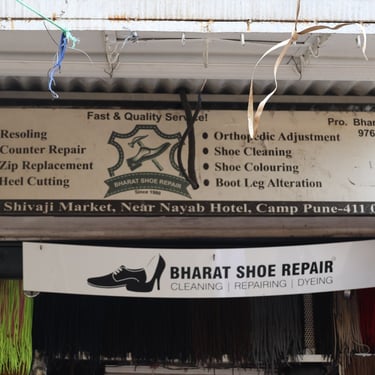 Fast & Quality Service!
Pro. Bhar
976
Resoling
Counter Repair
Zip Replacement
Heel Cutting
BHARAT SHOE REPAIR
Since 1980
• Orthopedic Adjustment
• Shoe Cleaning
• Shoe Colouring
• Boot Leg Alteration
Shivaji Market, Near Nayab Hotel, Camp Pune-411 0
BHARAT SHOE REPAIR
CLEANING | REPAIRING | DYEING